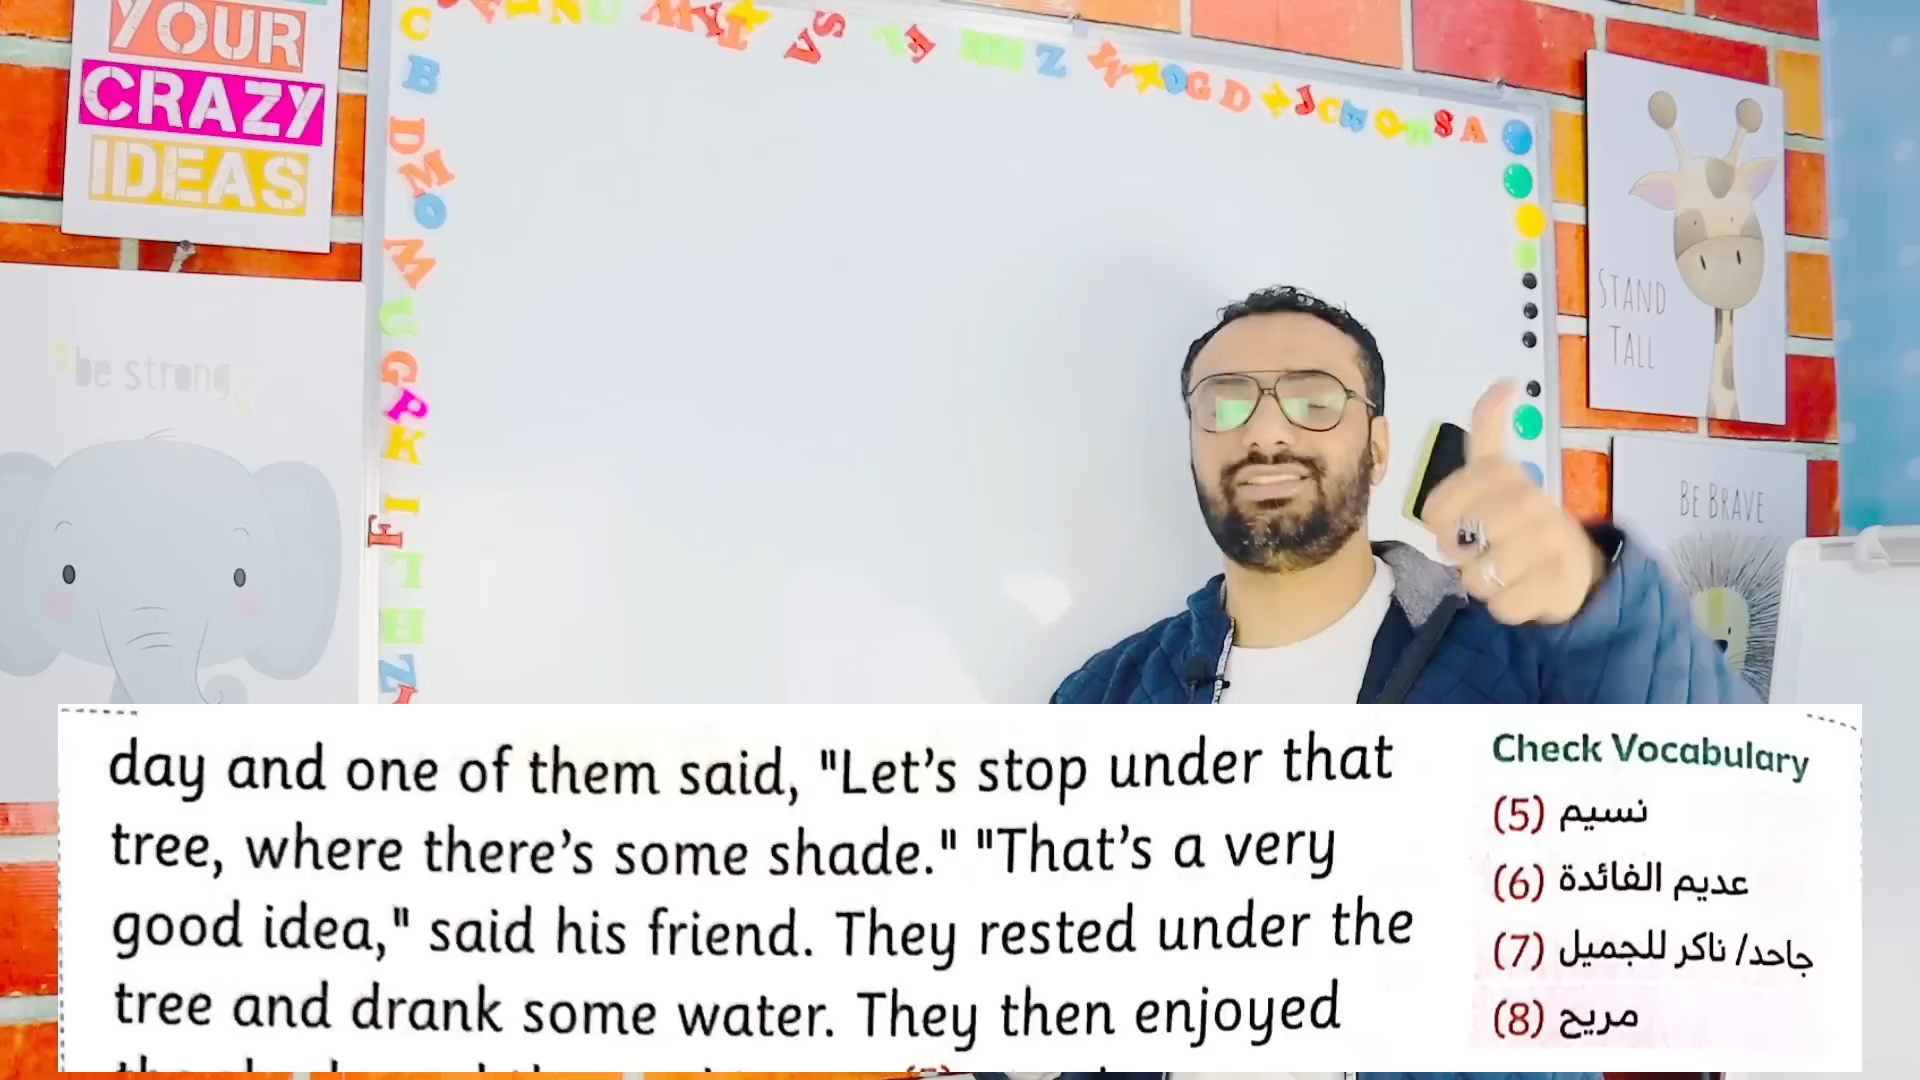 YOUR
CRAZY
IDEAS
be strong
STAND
TALL
BE BRAVE
day and one of them said, "Let's stop under that
tree, where there's some shade." "That's a very
good idea," said his friend. They rested under the
tree and drank some water. They then enjoyed
Check Vocabulary
(5) نسيم
(6) عديم الفائدة
(7) جاحد/ ناكر للجميل
(8) مريح